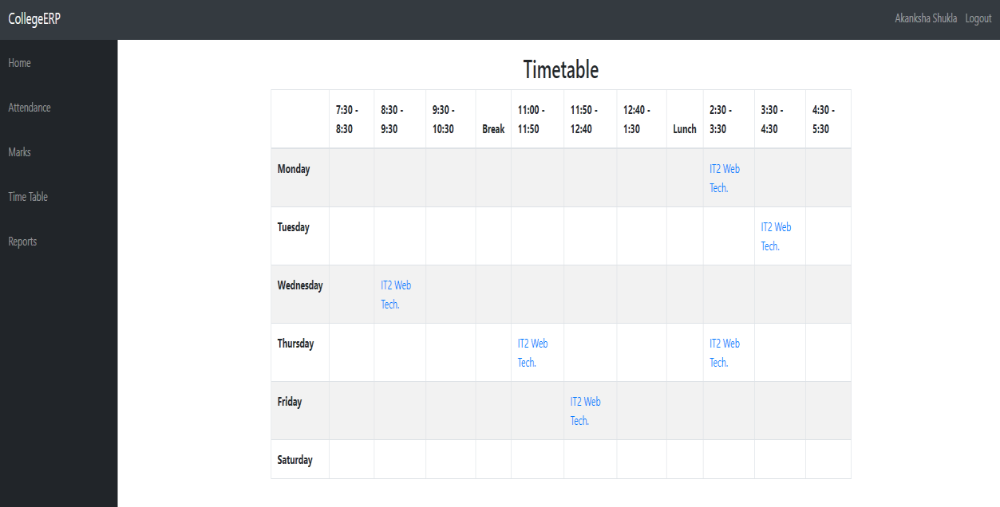 CollegeERP
Akanksha Shukla Logout
Home
Attendance
Marks
Time Table
Reports
Timetable
7:30 - 8:30 - 9:30 - 11:00 - 11:50 - 12:40 - 2:30 - 3:30 - 4:30 -
8:30 9:30 10:30 Break 11:50 12:40 1:30 Lunch 3:30 4:30 5:30
Monday IT2 Web
Tech.
Tuesday IT2 Web
Tech.
Wednesday IT2 Web
Tech.
Thursday IT2 Web IT2 Web
Tech. Tech.
Friday IT2 Web
Tech.
Saturday